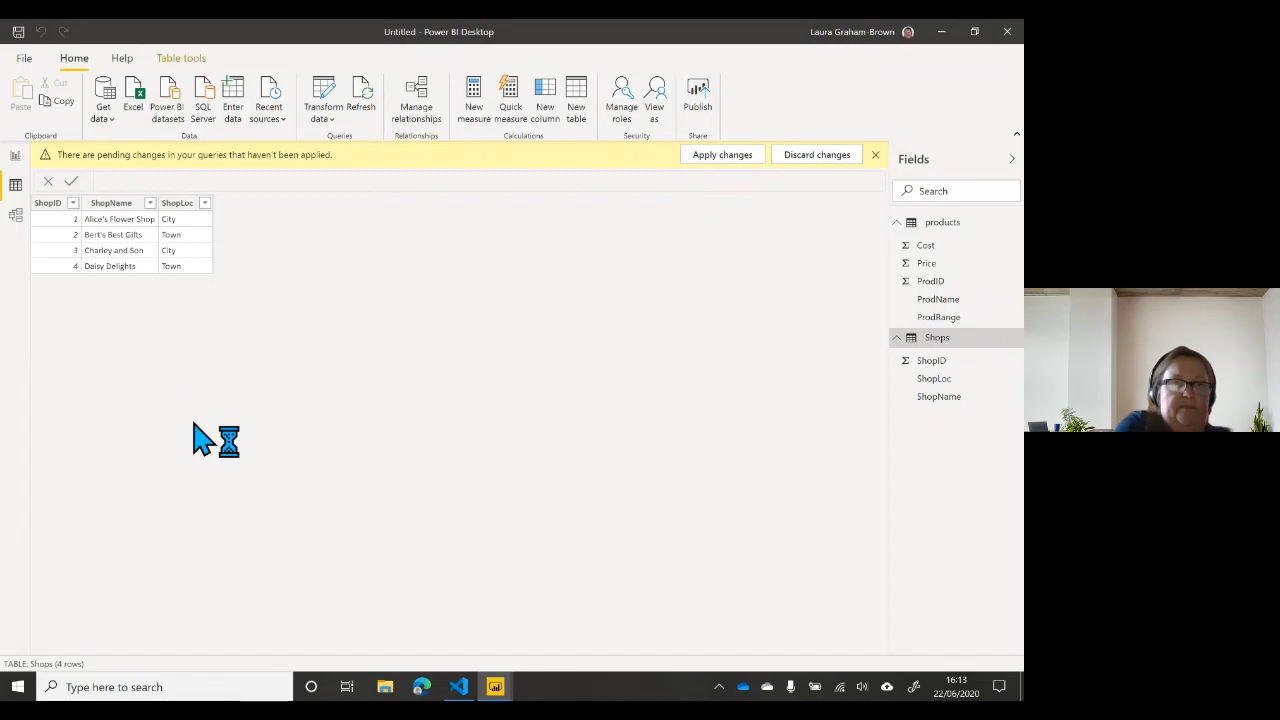 Untitled - Power BI Desktop
Laura Graham-Brown
File
Home
Help
Table tools
Paste
Cut
Copy
Clipboard
Get data
Excel
Power BI datasets
SQL Server
Enter data
Recent sources
Data
Transform data
Refresh
Queries
Manage relationships
Relationships
New measure
Quick measure
New column
New table
Calculations
Manage roles
View as
Security
Publish
Share
There are pending changes in your queries that haven't been applied.
Apply changes
Discard changes
ShopID ShopName ShopLoc
1 Alice's Flower Shop City
2 Bert's Best Gifts Town
3 Charley and Son City
4 Daisy Delights Town
Fields
Search
products
Cost
Price
ProdID
ProdName
ProdRange
Shops
ShopID
ShopLoc
ShopName
TABLE: Shops (4 rows)
Type here to search
16:13
22/06/2020